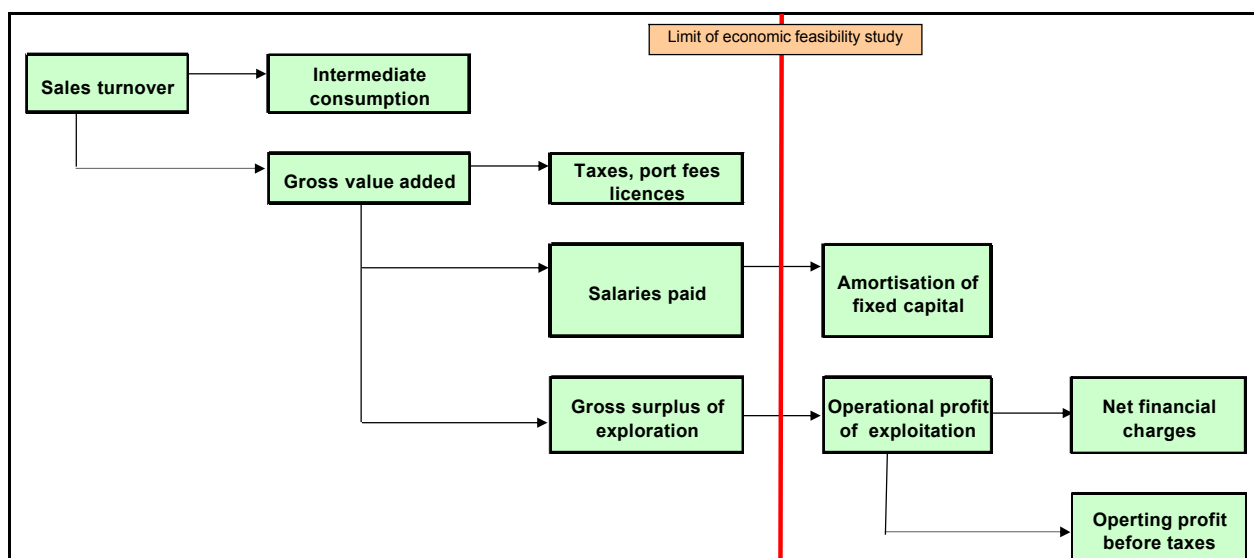 Limit of economic feasibility study
Sales turnover
Intermediate
consumption
Gross value added
Taxes, port fees
licences
Salaries paid
Amortisation of
fixed capital
Gross surplus of
exploration
Operational profit
of exploitation
Net financial
charges
Operting profit
before taxes